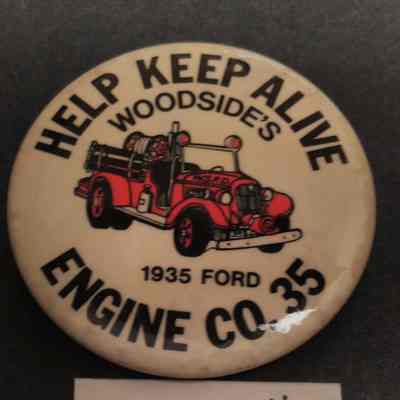 HELP KEEP ALIVE
WOODSIDE'S
1935 FORD
ENGINE CO. 35